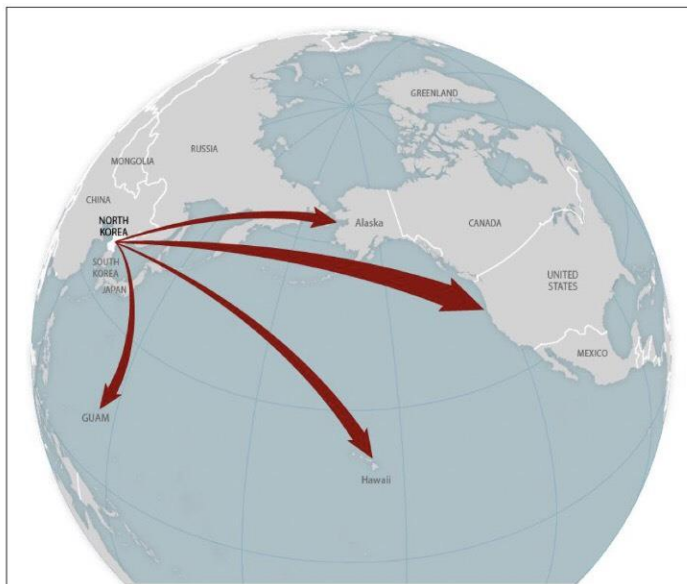 GREENLAND
RUSSIA
MONGOLIA
CHINA
NORTH
KOREA
Alaska
CANADA
SOUTH
KOREA
JAPAN
UNITED
STATES
MEXICO
GUAM
Hawaii